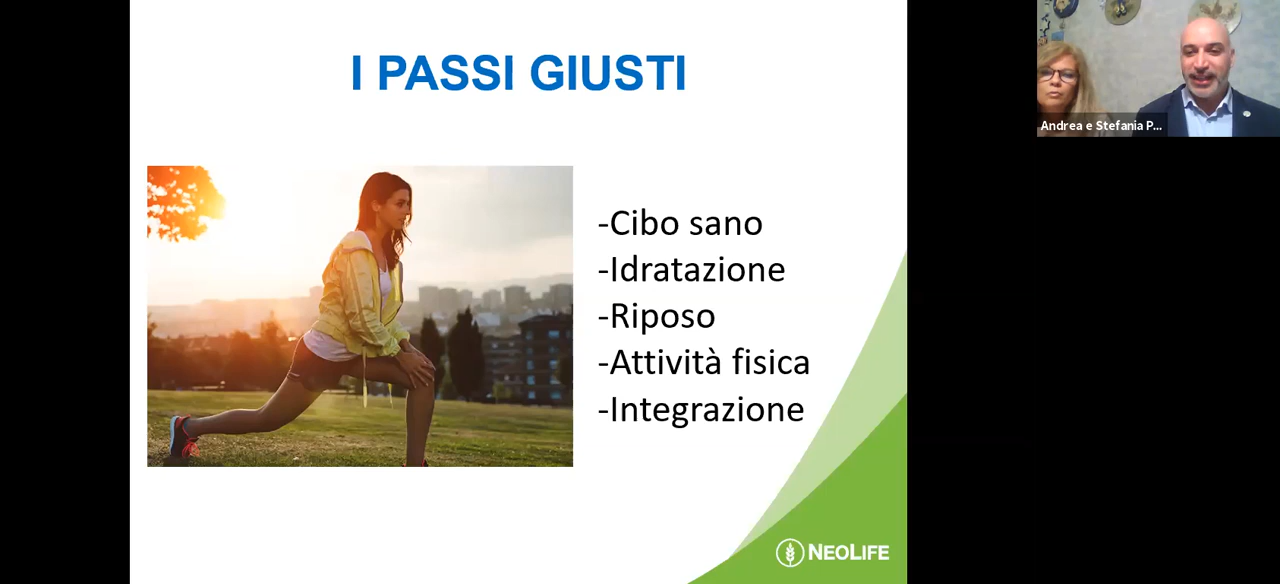 I PASSI GIUSTI
-Cibo sano
-Idratazione
-Riposo
-Attività fisica
-Integrazione
NEOLIFE
Andrea e Stefania P...